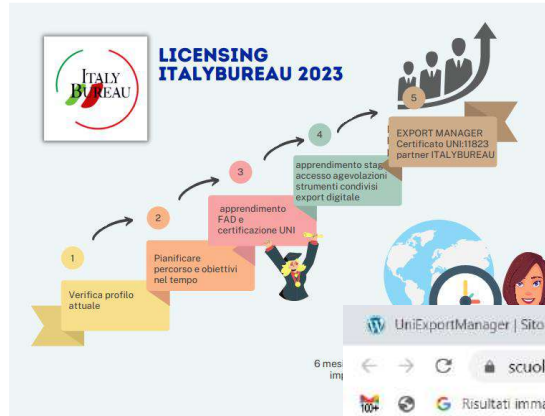 ITALY
BUREAU
LICENSING
ITALYBUREAU 2023
5
EXPORT MANAGER
Certificato UNI:11823
partner ITALYBUREAU
4
apprendimento stag
accesso agevolazioni
strumenti condivisi
export digitale
3
apprendimento
FAD e
certificazione UNI
2
Pianificare
percorso e obiettivi
nel tempo
1
Verifica profilo
attuale
6 mesi
imp
UniExportManager | Sito
scuol
100+
Risultati imma